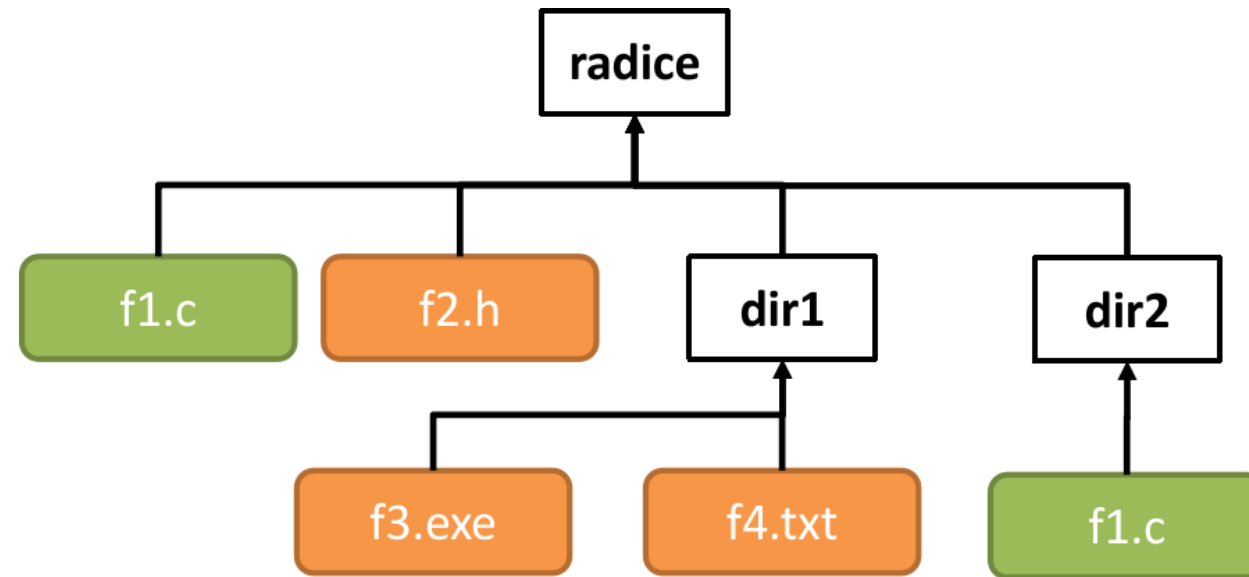 radice
f1.c
f2.h
dir1
dir2
f3.exe
f4.txt
f1.c